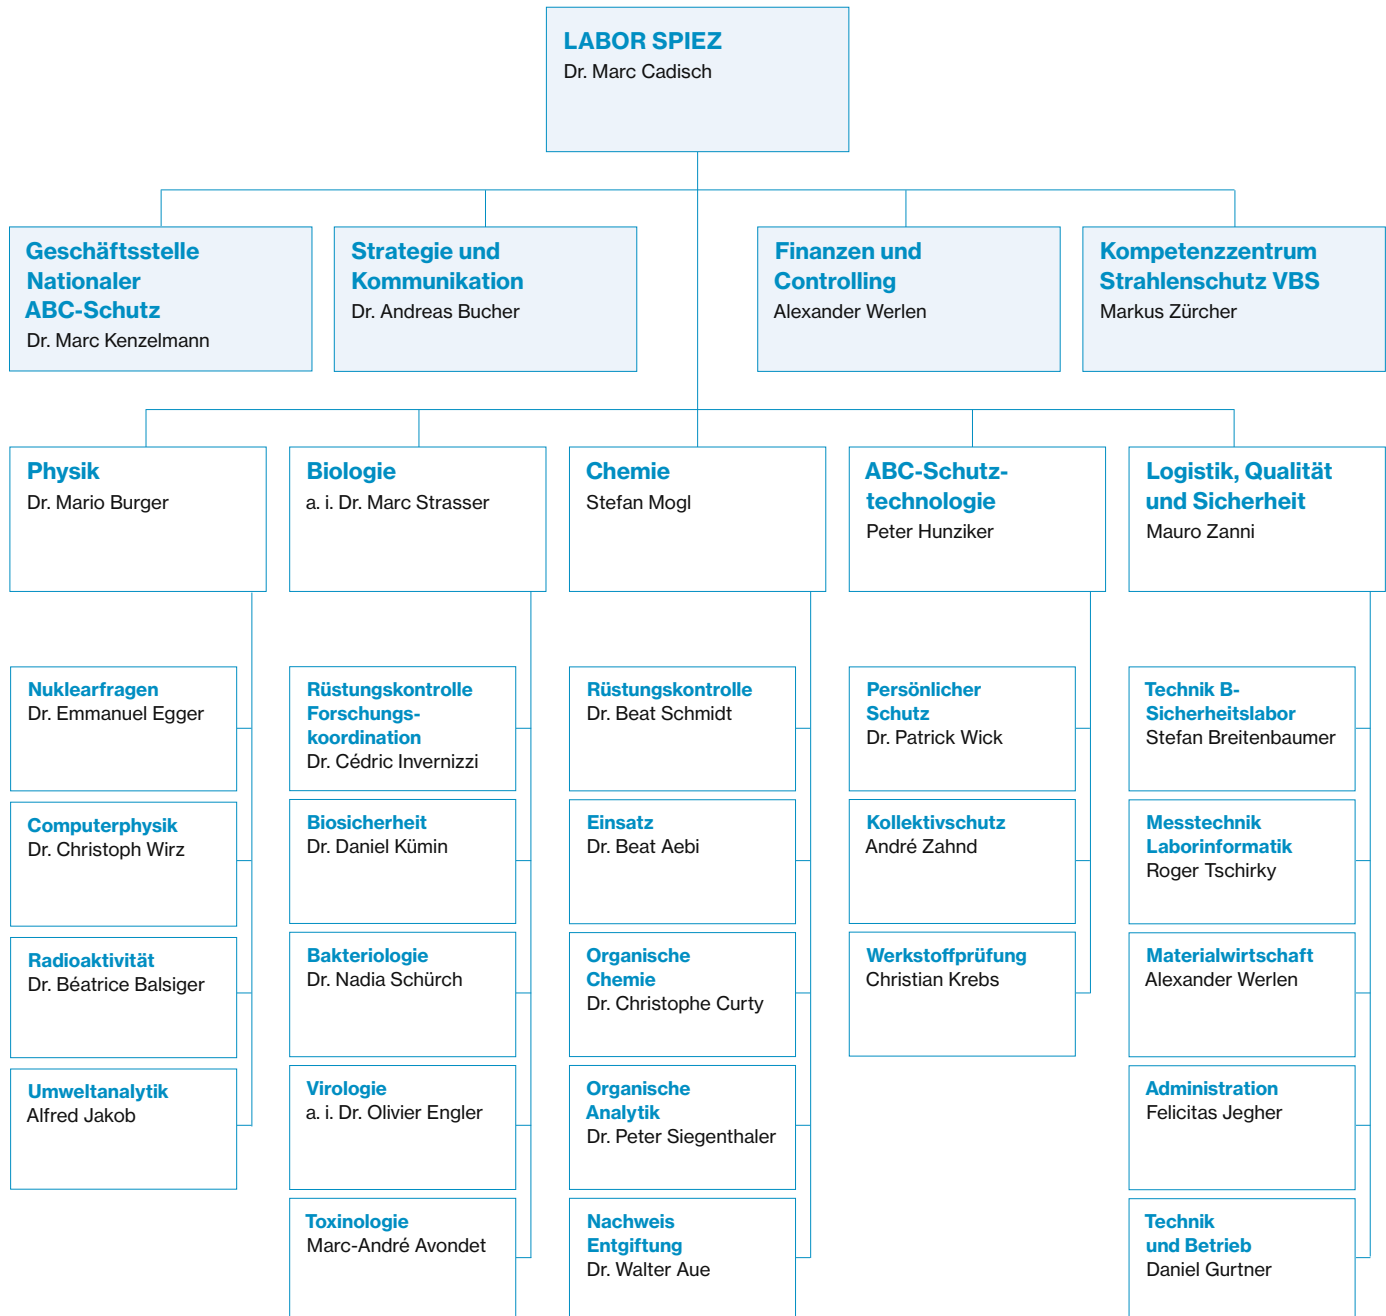 LABOR SPIEZ
Dr. Marc Cadisch
Geschäftsstelle
Nationaler
ABC-Schutz
Dr. Marc Kenzelmann
Strategie und
Kommunikation
Dr. Andreas Bucher
Finanzen und
Controlling
Alexander Werlen
Kompetenzzentrum
Strahlenschutz VBS
Markus Zürcher
Physik
Dr. Mario Burger
Biologie
a. i. Dr. Marc Strasser
Chemie
Stefan Mogl
ABC-Schutz-
technologie
Peter Hunziker
Logistik, Qualität
und Sicherheit
Mauro Zanni
Nuklearfragen
Dr. Emmanuel Egger
Computerphysik
Dr. Christoph Wirz
Radioaktivität
Dr. Béatrice Balsiger
Umweltanalytik
Alfred Jakob
Rüstungskontrolle
Forschungs-
koordination
Dr. Cédric Invernizzi
Biosicherheit
Dr. Daniel Kümin
Bakteriologie
Dr. Nadia Schürch
Virologie
a. i. Dr. Olivier Engler
Toxinologie
Marc-André Avondet
Rüstungskontrolle
Dr. Beat Schmidt
Einsatz
Dr. Beat Aebi
Organische
Chemie
Dr. Christophe Curty
Organische
Analytik
Dr. Peter Siegenthaler
Nachweis
Entgiftung
Dr. Walter Aue
Persönlicher
Schutz
Dr. Patrick Wick
Kollektivschutz
André Zahnd
Werkstoffprüfung
Christian Krebs
Technik B-
Sicherheitslabor
Stefan Breitenbaumer
Messtechnik
Laborinformatik
Roger Tschirky
Materialwirtschaft
Alexander Werlen
Administration
Felicitas Jegher
Technik
und Betrieb
Daniel Gurtner